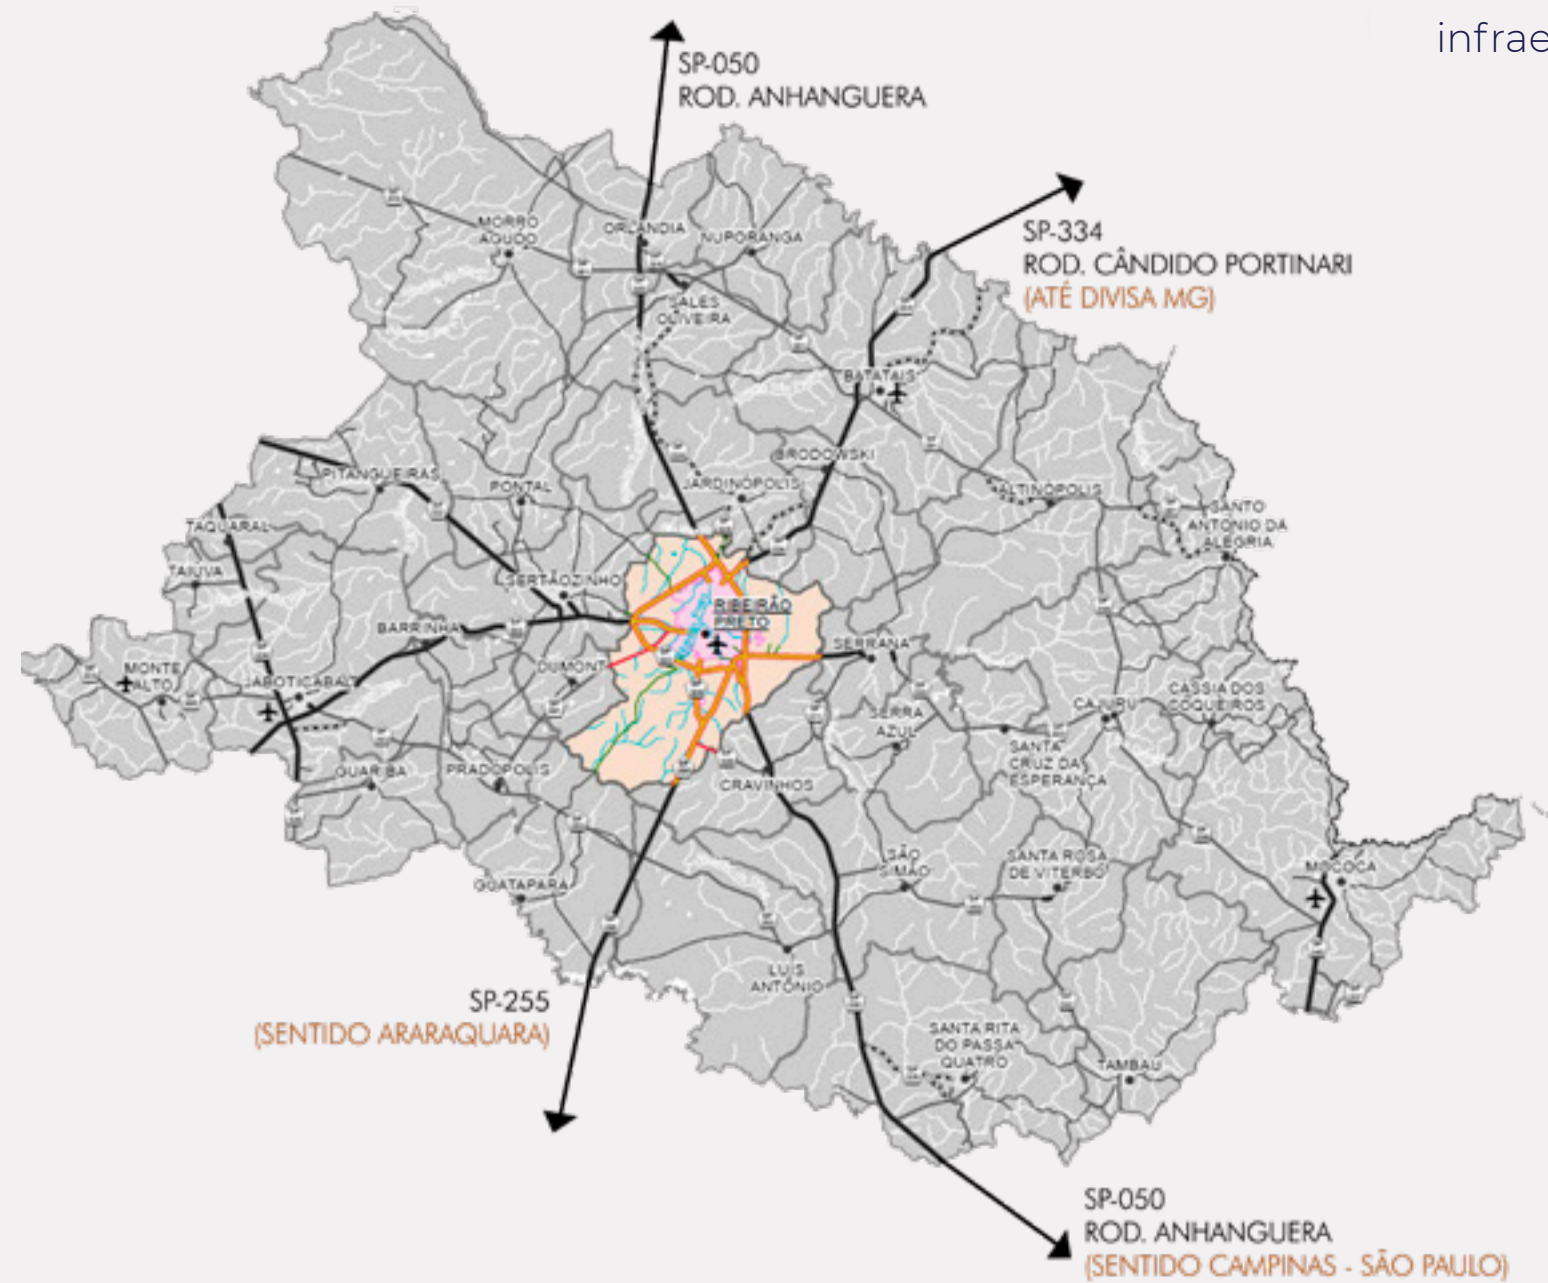 infrae
SP-050
ROD. ANHANGUERA
SP-334
ROD. CÂNDIDO PORTINARI
(ATÉ DIVISA MG)
MORRO
AGUDO
ORLÂNDIA
NUPORANGA
SALES
OLIVEIRA
BATATAIS
BRODOWSKI
PITANGUEIRAS
PONTAL
JARDINÓPOLIS
ALTINÓPOLIS
TAQUARAL
SANTO
ANTÔNIO DA
ALEGRIA
TAIUVA
SERTÃOZINHO
RIBEIRÃO
PRETO
BARRINHA
SERRANA
MONTE
ALTO
DUMONT
JABOTICABAL
CÁSSIA DOS
COQUEIROS
CAJURU
SERRA
AZUL
SANTA
CRUZ DA
ESPERANÇA
GUARIBA
PRADÓPOLIS
CRAVINHOS
SÃO
SIMÃO
SANTA ROSA
DE VITERBO
MOCOCA
GUATAPARÁ
LUÍS
ANTÔNIO
SP-255
(SENTIDO ARARAQUARA)
SANTA RITA
DO PASSA
QUATRO
TAMBAÚ
SP-050
ROD. ANHANGUERA
(SENTIDO CAMPINAS - SÃO PAULO)